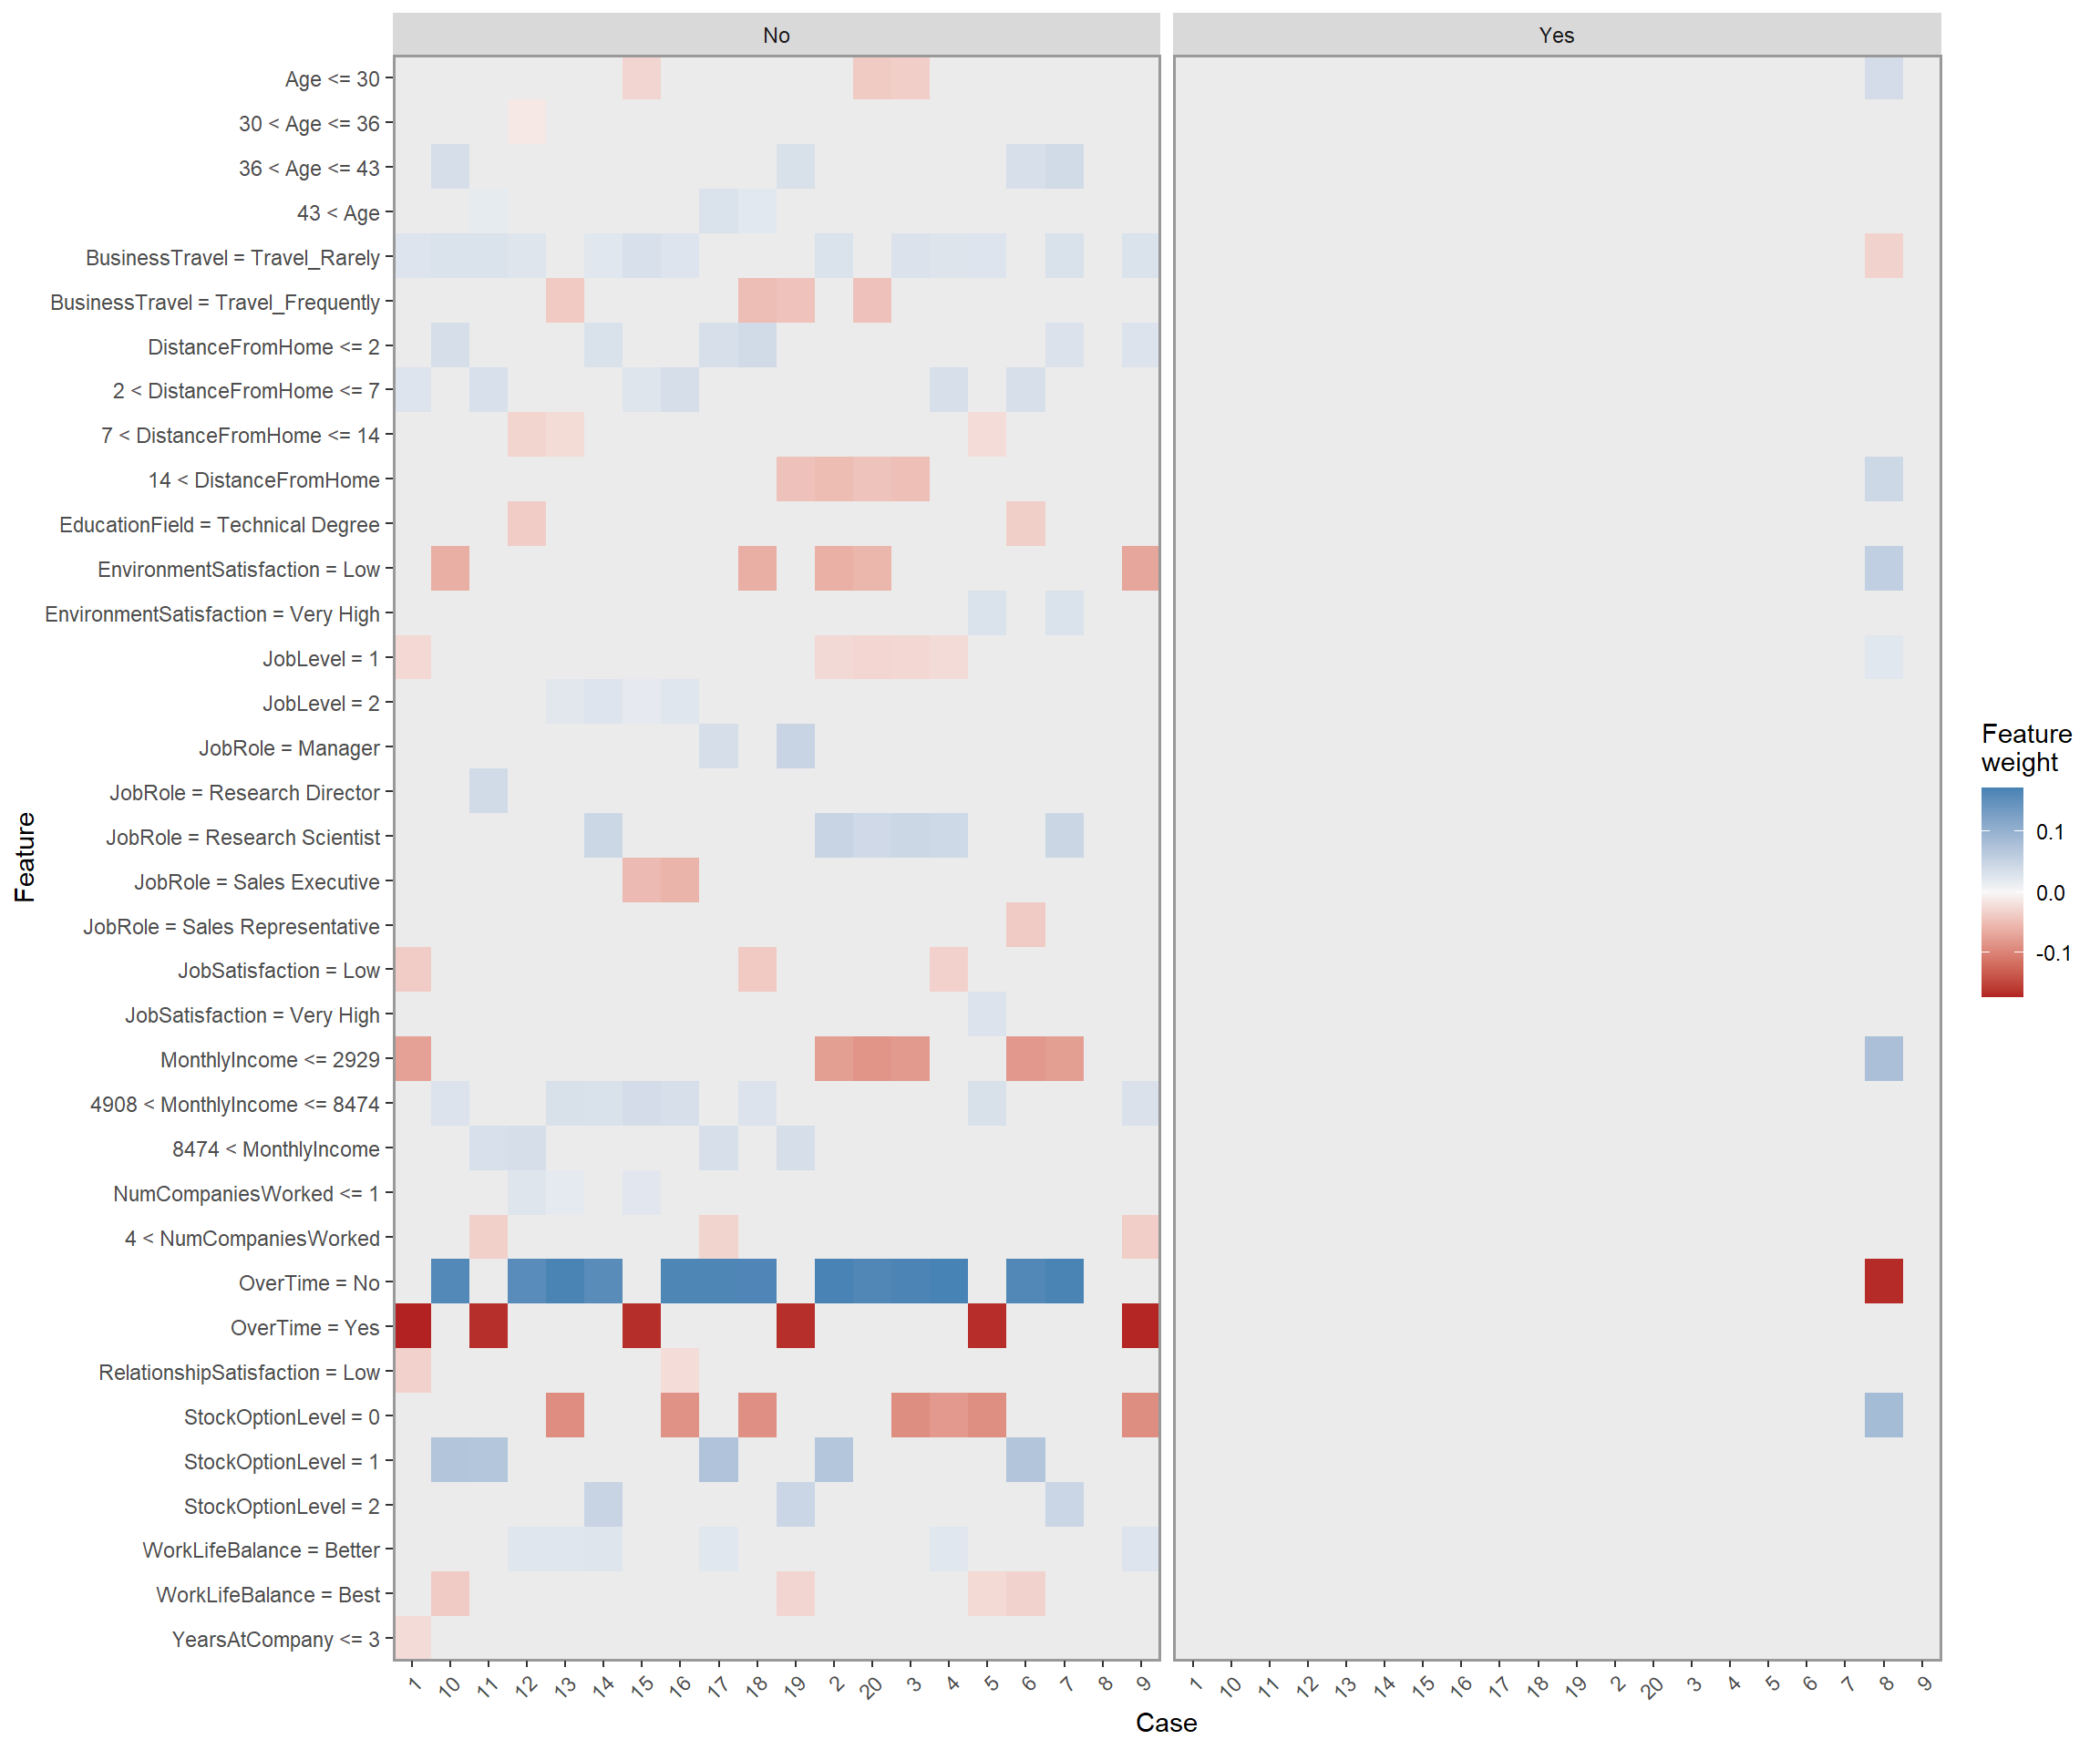 No
Yes
Age <= 30
30 < Age <= 36
36 < Age <= 43
43 < Age
BusinessTravel = Travel_Rarely
BusinessTravel = Travel_Frequently
DistanceFromHome <= 2
2 < DistanceFromHome <= 7
7 < DistanceFromHome <= 14
14 < DistanceFromHome
EducationField = Technical Degree
EnvironmentSatisfaction = Low
EnvironmentSatisfaction = Very High
JobLevel = 1
JobLevel = 2
JobRole = Manager
JobRole = Research Director
JobRole = Research Scientist
JobRole = Sales Executive
JobRole = Sales Representative
JobSatisfaction = Low
JobSatisfaction = Very High
MonthlyIncome <= 2929
4908 < MonthlyIncome <= 8474
8474 < MonthlyIncome
NumCompaniesWorked <= 1
4 < NumCompaniesWorked
OverTime = No
OverTime = Yes
RelationshipSatisfaction = Low
StockOptionLevel = 0
StockOptionLevel = 1
StockOptionLevel = 2
WorkLifeBalance = Better
WorkLifeBalance = Best
YearsAtCompany <= 3
Feature
1 10 11 12 13 14 15 16 17 18 19 2 20 3 4 5 6 7 8 9
1 10 11 12 13 14 15 16 17 18 19 2 20 3 4 5 6 7 8 9
Case
Feature
weight
0.1
0.0
-0.1